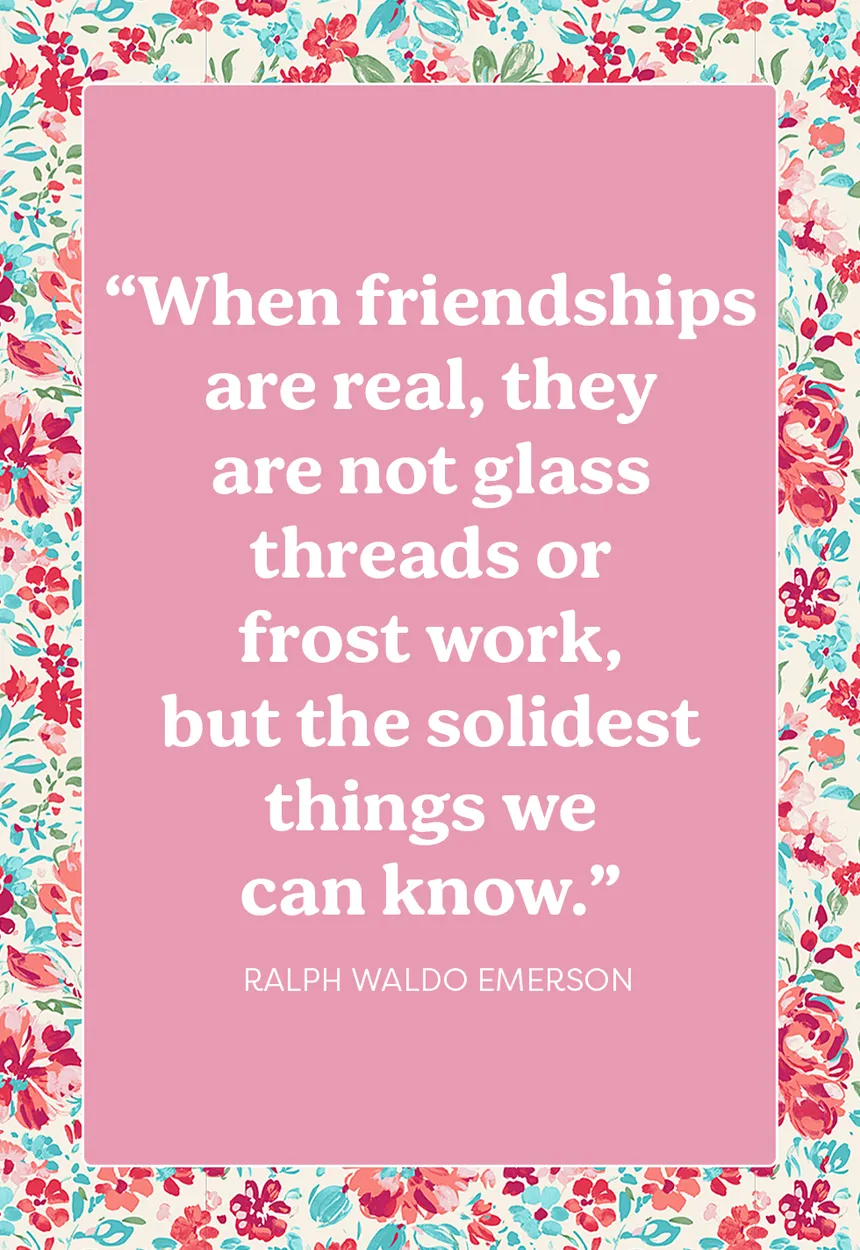 “When friendships
are real, they
are not glass
threads or
frost work,
but the solidest
things we
can know.”
RALPH WALDO EMERSON